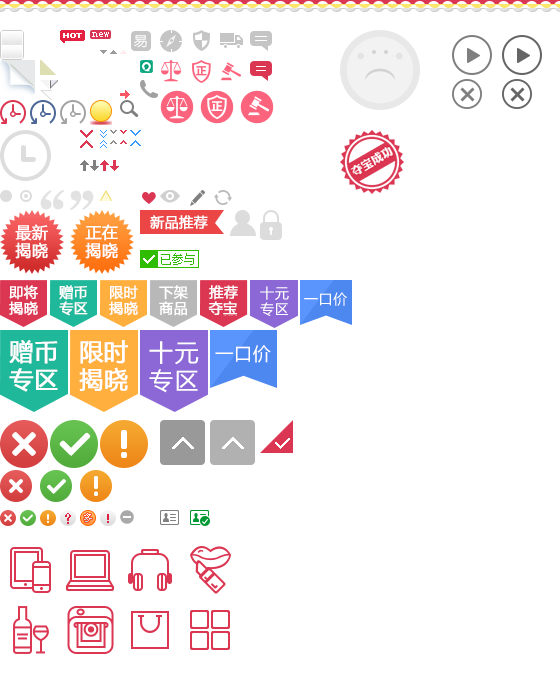 HOT
new
易
正
正
夺宝成功
最新
揭晓
正在
揭晓
新品推荐
已参与
即将
揭晓
赠币
专区
限时
揭晓
下架
商品
推荐
夺宝
十元
专区
一口价
赠币
专区
限时
揭晓
十元
专区
一口价